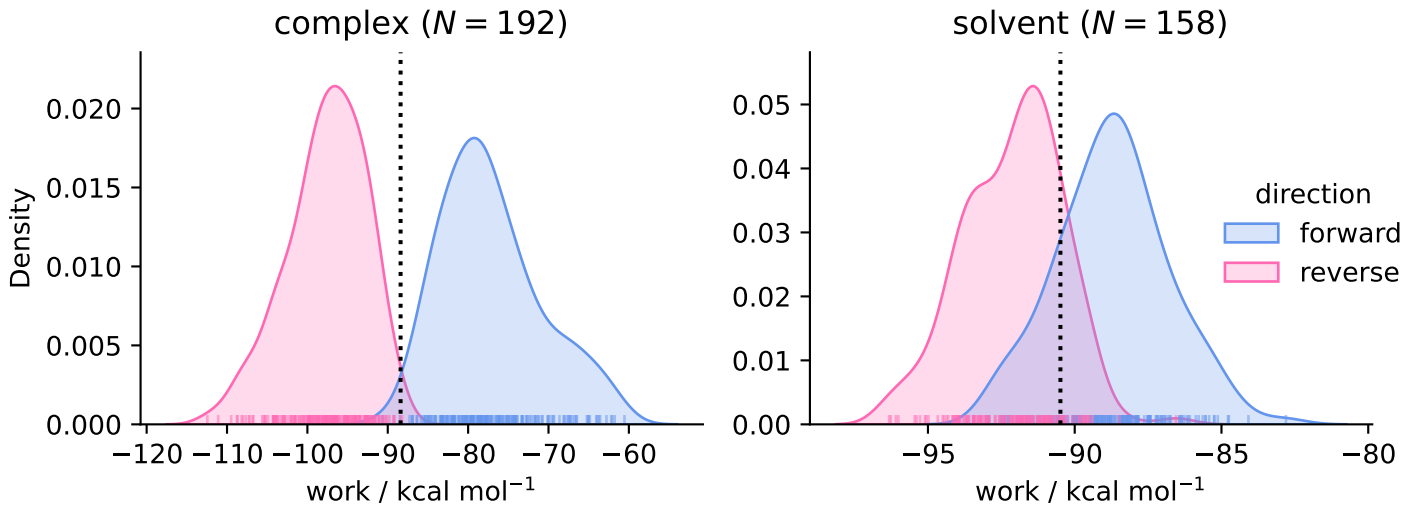 complex (N = 192)
Density
0.020
0.015
0.010
0.005
0.000
−120 −110 −100 −90 −80 −70 −60
work / kcal mol⁻¹
solvent (N = 158)
0.05
0.04
0.03
0.02
0.01
0.00
−95 −90 −85 −80
work / kcal mol⁻¹
direction
forward
reverse